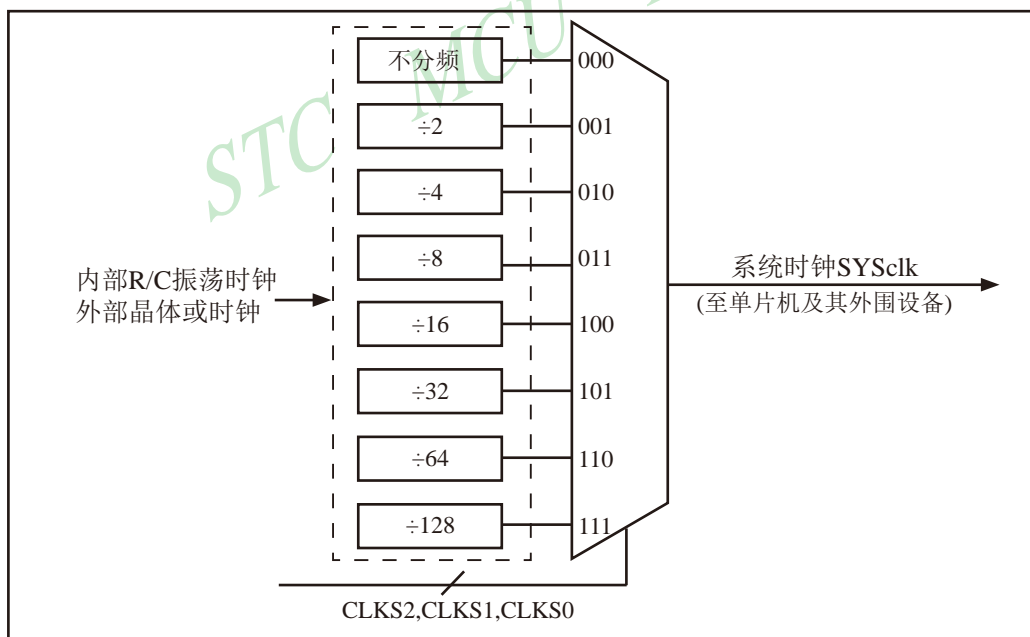 STC MCU
不分频
000
÷2
001
÷4
010
÷8
011
÷16
100
÷32
101
÷64
110
÷128
111
内部R/C振荡时钟
外部晶体或时钟
系统时钟SYSclk
(至单片机及其外围设备)
CLKS2,CLKS1,CLKS0